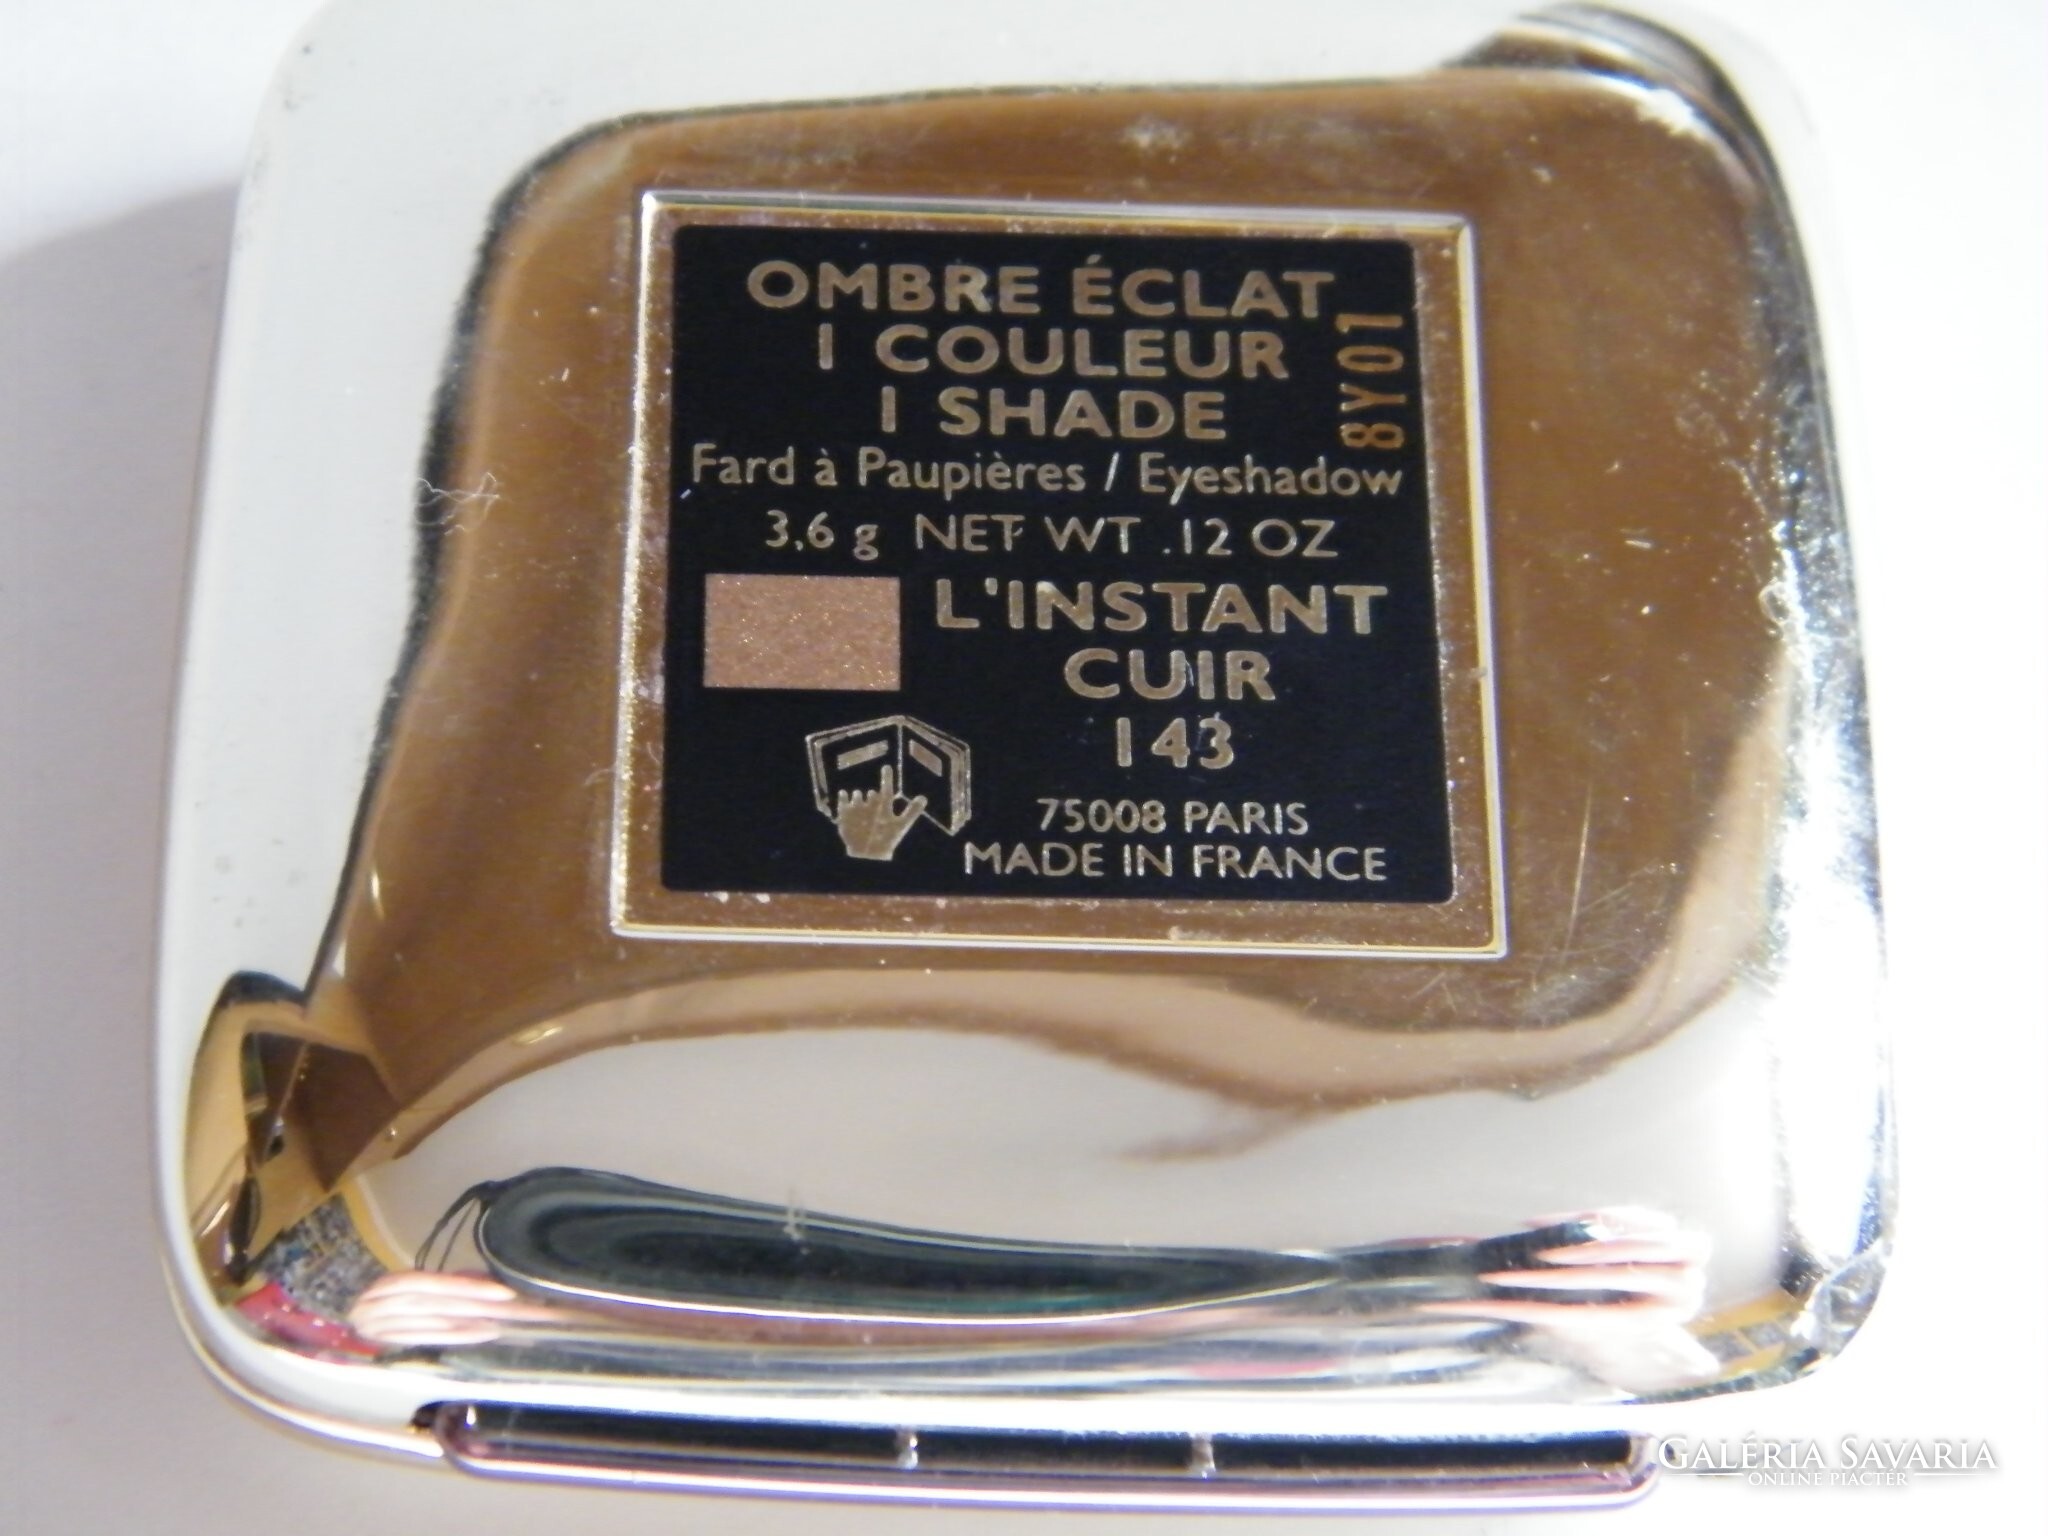 OMBRE ÉCLAT
1 COULEUR
1 SHADE
8Y01
Fard à Paupières / Eyeshadow
3,6 g NET WT .12 OZ
L'INSTANT
CUIR
143
75008 PARIS
MADE IN FRANCE
GALÉRIA SAVARIA
ONLINE PIACTÉR